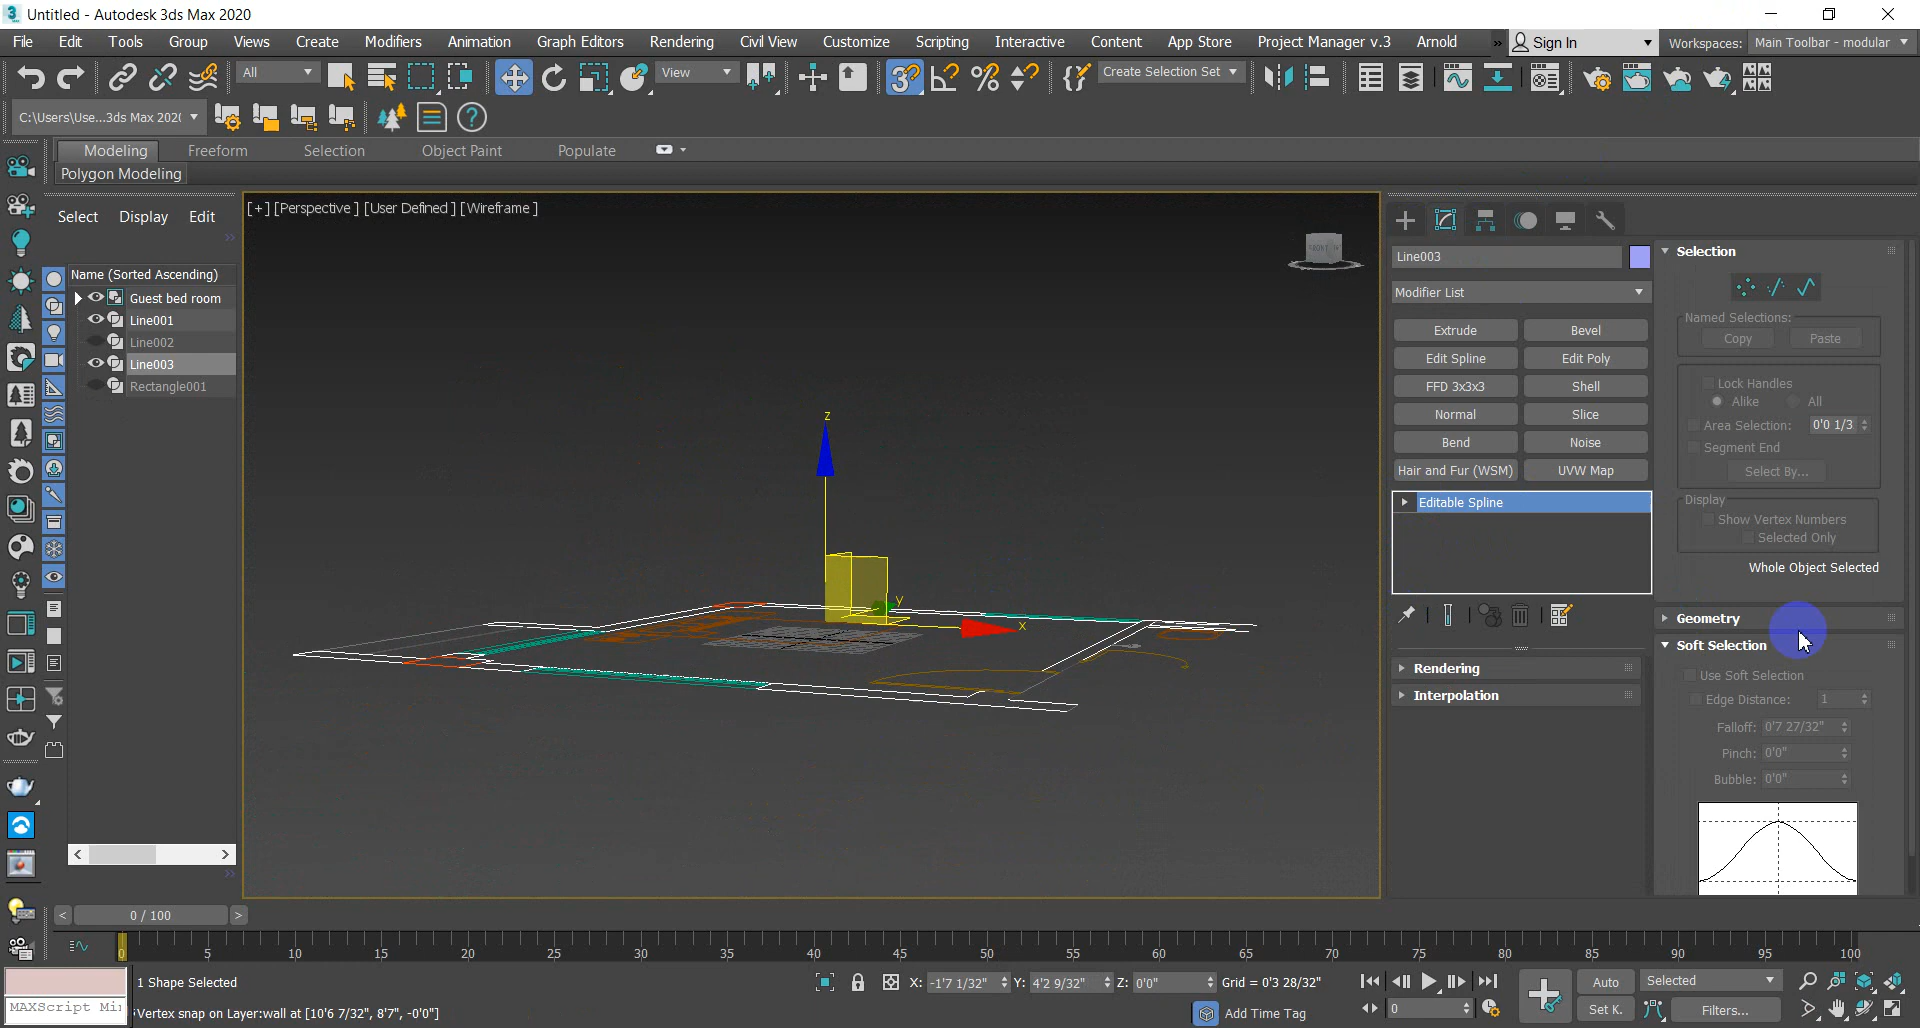 Untitled - Autodesk 3ds Max 2020
File Edit Tools Group Views Create Modifiers Animation Graph Editors Rendering Civil View Customize Scripting Interactive Content App Store Project Manager v.3 Arnold » Sign In Workspaces: Main Toolbar - modular
All View Create Selection Set
C:\Users\Use...3ds Max 202(
Modeling Freeform Selection Object Paint Populate
Polygon Modeling
Select Display Edit
[+] [Perspective ] [User Defined ] [Wireframe ]
Name (Sorted Ascending)
Guest bed room
Line001
Line002
Line003
Rectangle001
FRONT
z
y
x
Line003
Modifier List
Extrude Bevel
Edit Spline Edit Poly
FFD 3x3x3 Shell
Normal Slice
Bend Noise
Hair and Fur (WSM) UVW Map
Editable Spline
Rendering
Interpolation
Selection
Named Selections:
Copy Paste
Lock Handles
Alike All
Area Selection: 0'0 1/3
Segment End
Select By...
Display
Show Vertex Numbers
Selected Only
Whole Object Selected
Geometry
Soft Selection
Use Soft Selection
Edge Distance: 1
Falloff: 0'7 27/32"
Pinch: 0'0"
Bubble: 0'0"
< 0 / 100 >
0 5 10 15 20 25 30 35 40 45 50 55 60 65 70 75 80 85 90 95 100
1 Shape Selected X: -1'7 1/32" Y: 4'2 9/32" Z: 0'0" Grid = 0'3 28/32" Auto Selected
MAXScript Mi Vertex snap on Layer:wall at [10'6 7/32", 8'7", -0'0"] Add Time Tag 0 Set K. Filters...